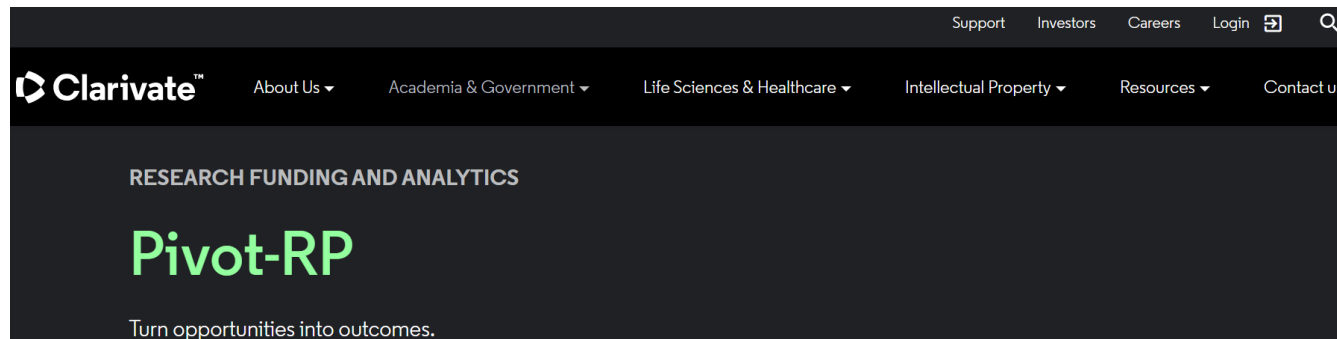 Support Investors Careers Login
Clarivate™ About Us Academia & Government Life Sciences & Healthcare Intellectual Property Resources Contact u
RESEARCH FUNDING AND ANALYTICS
Pivot-RP
Turn opportunities into outcomes.